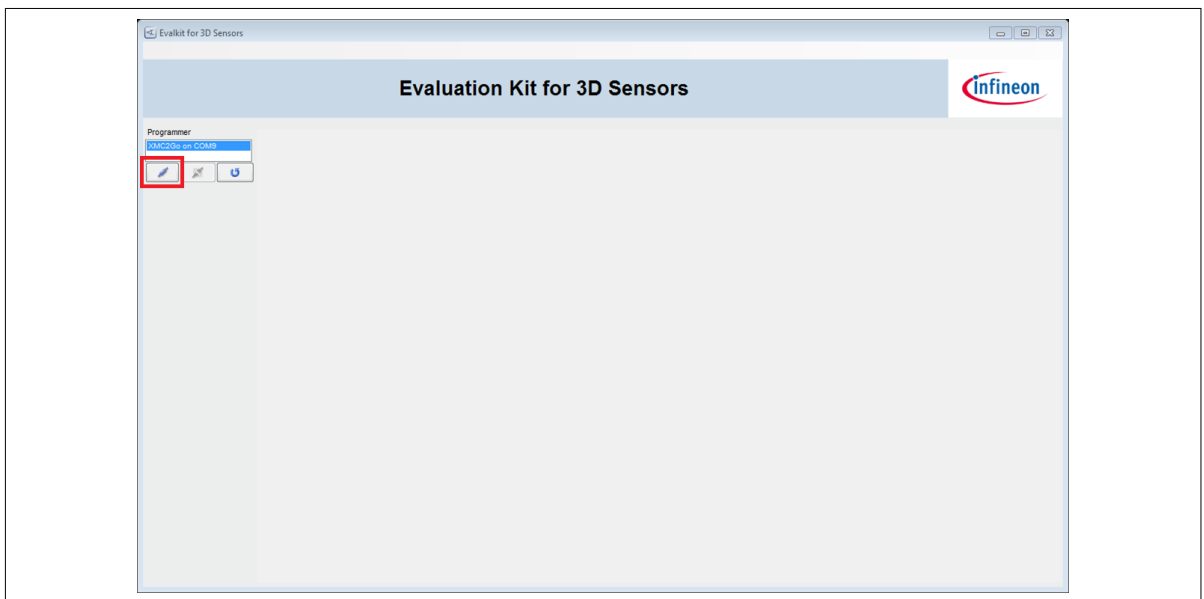 Evalkit for 3D Sensors
Evaluation Kit for 3D Sensors
infineon
Programmer
XMC2Go on COM9